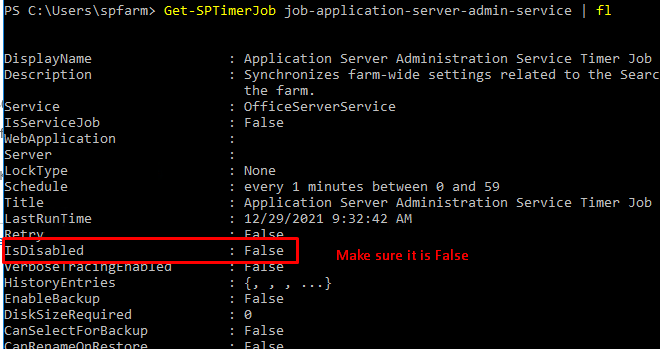 PS C:\Users\spfarm> Get-SPTimerJob job-application-server-admin-service | fl
DisplayName : Application Server Administration Service Timer Job
Description : Synchronizes farm-wide settings related to the Searc
the farm.
Service : OfficeServerService
IsServiceJob : False
WebApplication :
Server :
LockType : None
Schedule : every 1 minutes between 0 and 59
Title : Application Server Administration Service Timer Job
LastRunTime : 12/29/2021 9:32:42 AM
Retry : False
IsDisabled : False Make sure it is False
VerboseTracingEnabled : False
HistoryEntries : {, , , ...}
EnableBackup : False
DiskSizeRequired : 0
CanSelectForBackup : False
CanRenameOnRestore : False